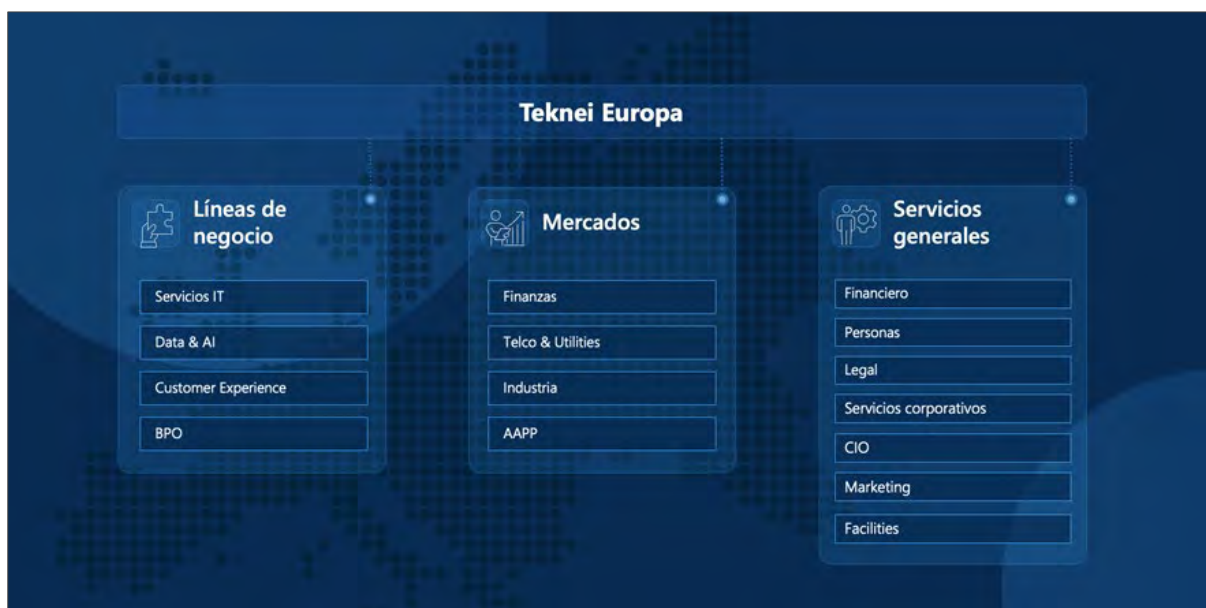 Teknei Europa
Líneas de
negocio
Servicios IT
Data & AI
Customer Experience
BPO
Mercados
Finanzas
Telco & Utilities
Industria
AAPP
Servicios
generales
Financiero
Personas
Legal
Servicios corporativos
CIO
Marketing
Facilities